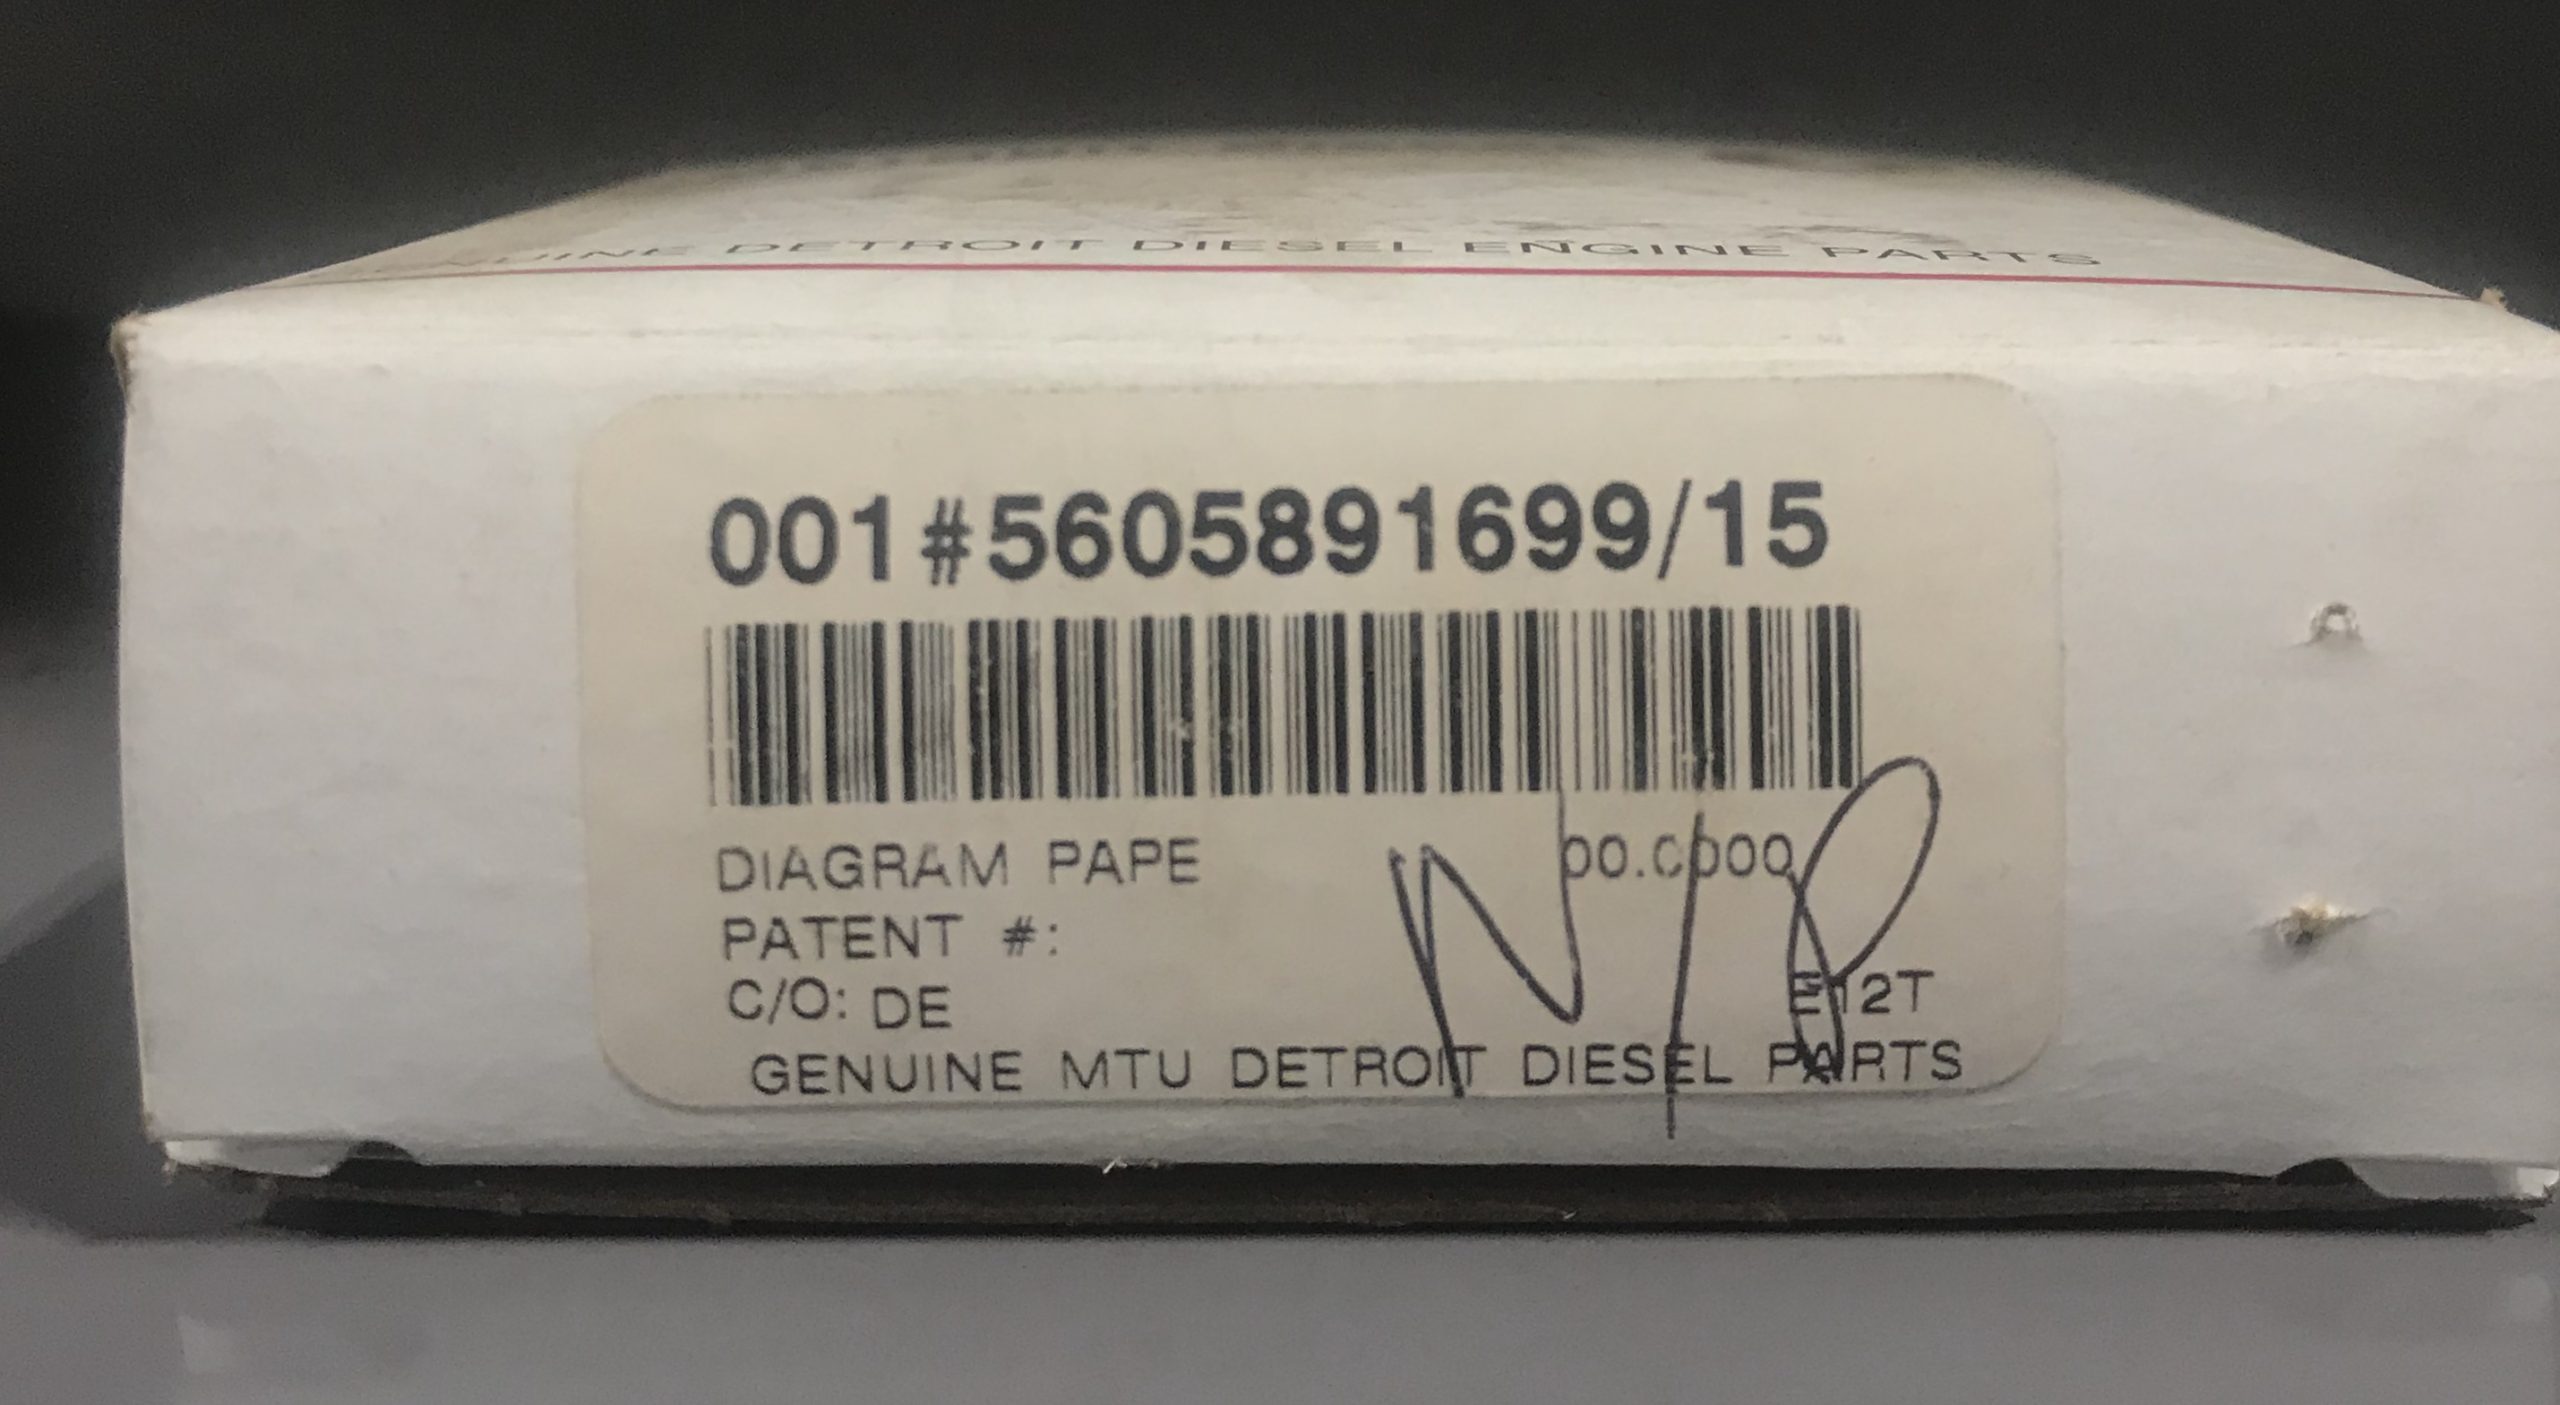 GENUINE DETROIT DIESEL ENGINE PARTS
001#5605891699/15
DIAGRAM PAPE
00.0000
PATENT #:
C/O: DE
E12T
GENUINE MTU DETROIT DIESEL PARTS